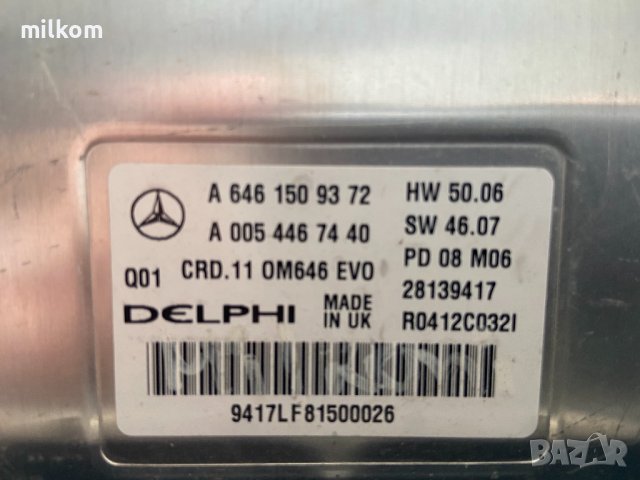 milkom
A 646 150 93 72
HW 50.06
A 005 446 74 40
SW 46.07
Q01
CRD.11 OM646 EVO
PD 08 M06
DELPHI
MADE IN UK
28139417
R0412C032I
9417LF81500026
BAZAR